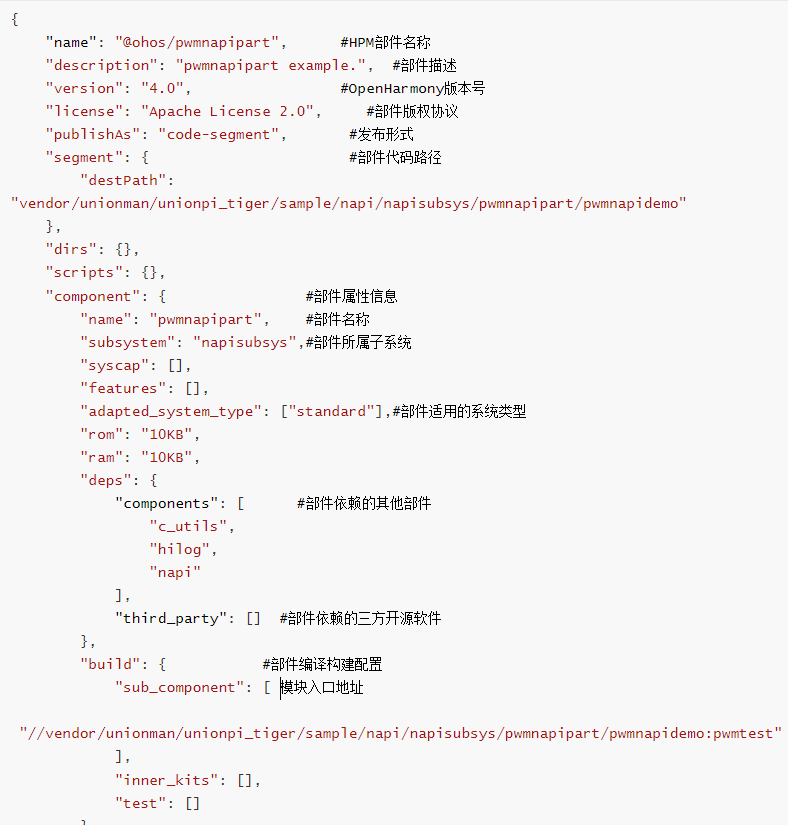 {
    "name": "@ohos/pwmnapipart",      #HPM部件名称
    "description": "pwmnapipart example.",  #部件描述
    "version": "4.0",                 #OpenHarmony版本号
    "license": "Apache License 2.0",     #部件版权协议
    "publishAs": "code-segment",       #发布形式
    "segment": {                       #部件代码路径
        "destPath":
"vendor/unionman/unionpi_tiger/sample/napi/napisubsys/pwmnapipart/pwmnapidemo"
    },
    "dirs": {},
    "scripts": {},
    "component": {                #部件属性信息
        "name": "pwmnapipart",    #部件名称
        "subsystem": "napisubsys",#部件所属子系统
        "syscap": [],
        "features": [],
        "adapted_system_type": ["standard"],#部件适用的系统类型
        "rom": "10KB",
        "ram": "10KB",
        "deps": {
            "components": [      #部件依赖的其他部件
                "c_utils",
                "hilog",
                "napi"
            ],
            "third_party": []  #部件依赖的三方开源软件
        },
        "build": {           #部件编译构建配置
            "sub_component": [ 模块入口地址
 "//vendor/unionman/unionpi_tiger/sample/napi/napisubsys/pwmnapipart/pwmnapidemo:pwmtest"
            ],
            "inner_kits": [],
            "test": []